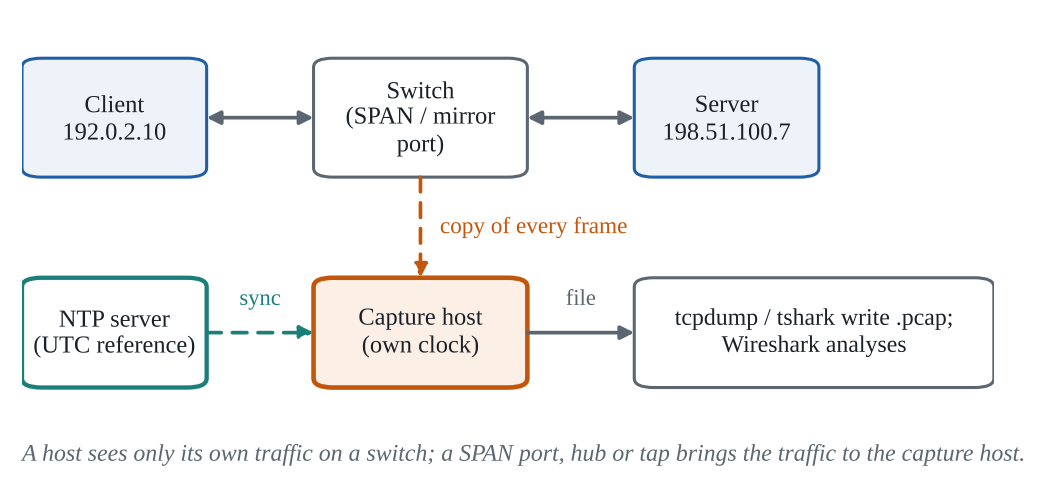 Client
192.0.2.10
Switch
(SPAN / mirror
port)
Server
198.51.100.7
copy of every frame
NTP server
(UTC reference)
sync
Capture host
(own clock)
file
tcpdump / tshark write .pcap;
Wireshark analyses
A host sees only its own traffic on a switch; a SPAN port, hub or tap brings the traffic to the capture host.